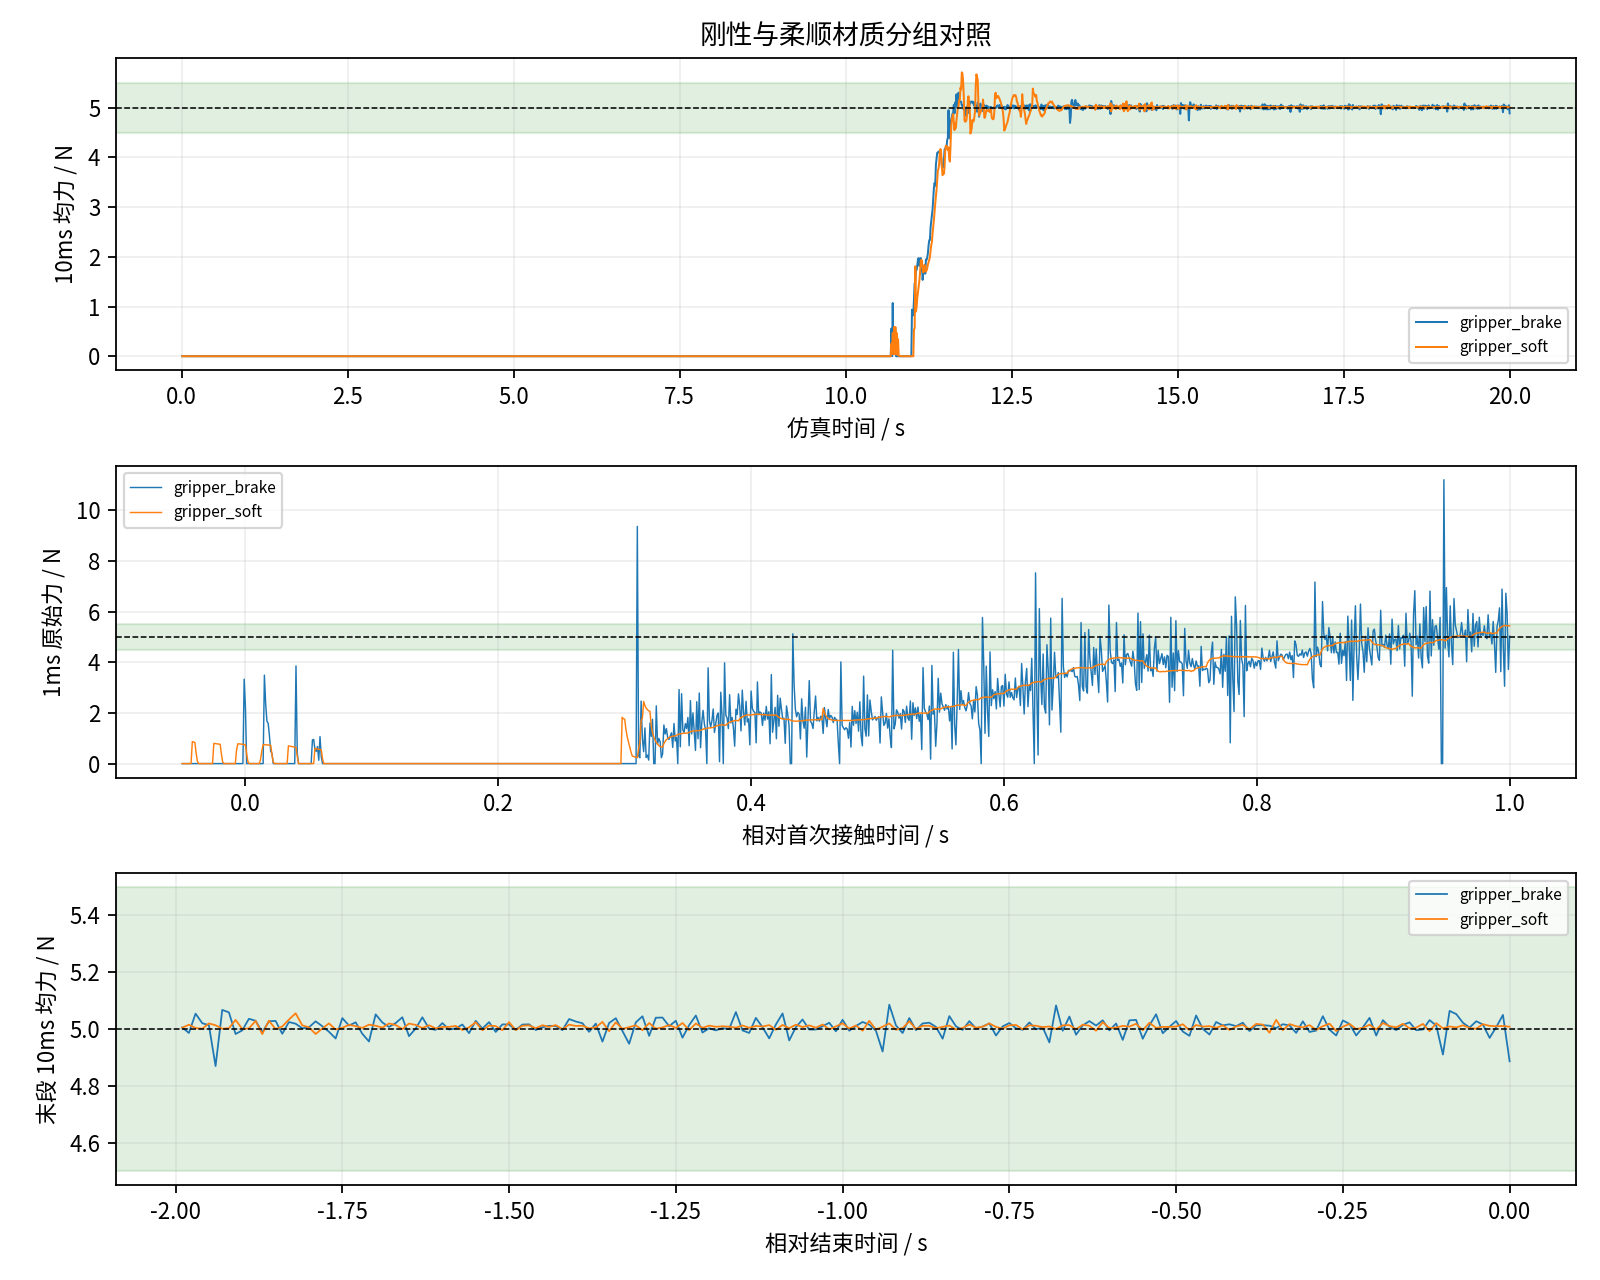 刚性与柔顺材质分组对照
10ms 均力 / N
5
4
3
2
1
0
gripper_brake
gripper_soft
0.0 2.5 5.0 7.5 10.0 12.5 15.0 17.5 20.0
仿真时间 / s
1ms 原始力 / N
10
8
6
4
2
0
gripper_brake
gripper_soft
0.0 0.2 0.4 0.6 0.8 1.0
相对首次接触时间 / s
末段 10ms 均力 / N
5.4
5.2
5.0
4.8
4.6
gripper_brake
gripper_soft
-2.00 -1.75 -1.50 -1.25 -1.00 -0.75 -0.50 -0.25 0.00
相对结束时间 / s